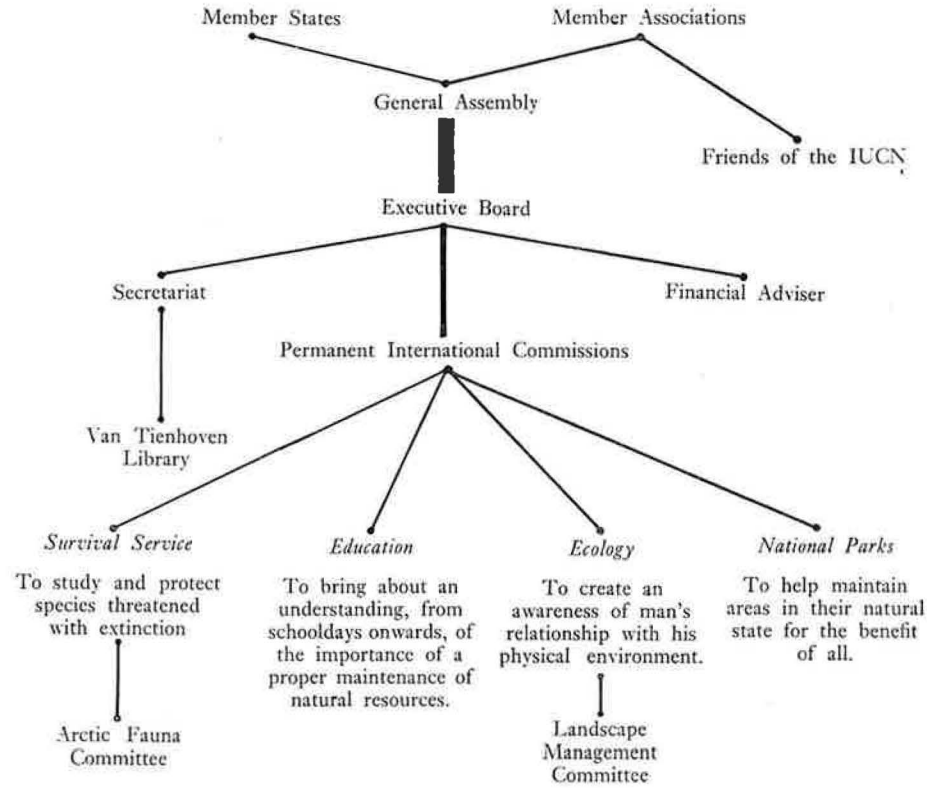 Member States
Member Associations
General Assembly
Friends of the IUCN
Executive Board
Secretariat
Financial Adviser
Permanent International Commissions
Van Tienhoven
Library
Survival Service
To study and protect
species threatened
with extinction
Arctic Fauna
Committee
Education
To bring about an
understanding, from
schooldays onwards, of
the importance of a
proper maintenance of
natural resources.
Ecology
To create an
awareness of man's
relationship with his
physical environment.
Landscape
Management
Committee
National Parks
To help maintain
areas in their natural
state for the benefit
of all.